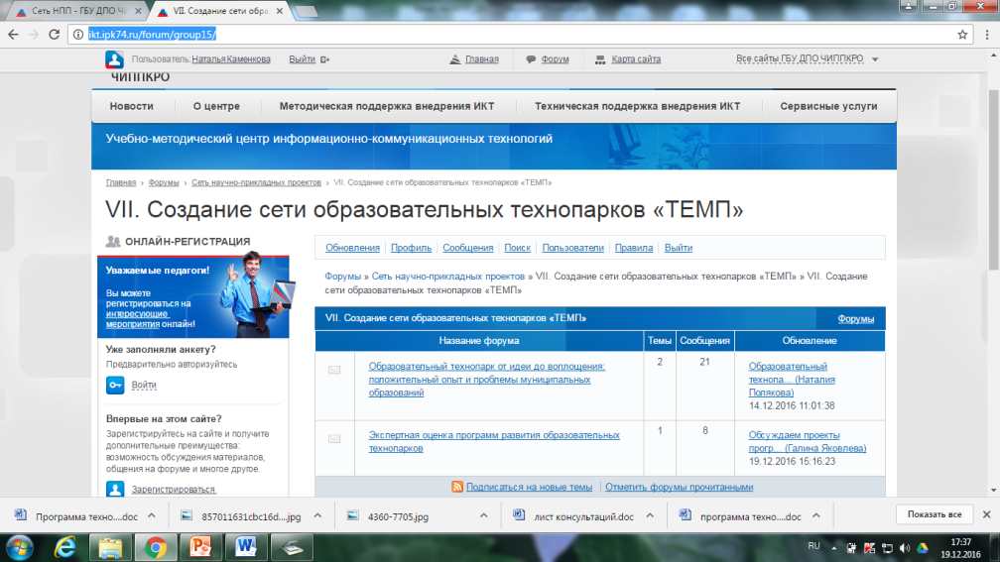 Сеть НПП - ГБУ ДПО ЧИ
VII. Создание сети обра
ikt.ipk74.ru/forum/group15/
Пользователь: Наталья Каменкова
Выйти
Главная
Форум
Карта сайта
Все сайты ГБУ ДПО ЧИППКРО
ЧИППКРО
Новости
О центре
Методическая поддержка внедрения ИКТ
Техническая поддержка внедрения ИКТ
Сервисные услуги
Учебно-методический центр информационно-коммуникационных технологий
Главная › Форумы › Сеть научно-прикладных проектов › VII. Создание сети образовательных технопарков «ТЕМП»
VII. Создание сети образовательных технопарков «ТЕМП»
ОНЛАЙН-РЕГИСТРАЦИЯ
Уважаемые педагоги!
Вы можете
регистрироваться на
интересующие
мероприятия онлайн!
Уже заполняли анкету?
Предварительно авторизуйтесь
Войти
Впервые на этом сайте?
Зарегистрируйтесь на сайте и получите
дополнительные преимущества:
возможность обсуждения материалов,
общения на форуме и многое другое.
Зарегистрироваться
Обновления
Профиль
Сообщения
Поиск
Пользователи
Правила
Выйти
Форумы » Сеть научно-прикладных проектов » VII. Создание сети образовательных технопарков «ТЕМП» » VII. Создание
сети образовательных технопарков «ТЕМП»
VII. Создание сети образовательных технопарков «ТЕМП»
Форумы
Название форума
Темы
Сообщения
Обновление
Образовательный технопарк от идеи до воплощения:
положительный опыт и проблемы муниципальных
образований
2
21
Образовательный
технопа... (Наталия
Полякова)
14.12.2016 11:01:38
Экспертная оценка программ развития образовательных
технопарков
1
8
Обсуждаем проекты
прогр... (Галина Яковлева)
19.12.2016 15:16:23
Подписаться на новые темы
Отметить форумы прочитанными
Программа техно....doc
857011631cbc16d....jpg
4360-7705.jpg
лист консультаций.doc
программа техно....doc
Показать все
RU
17:37
19.12.2016